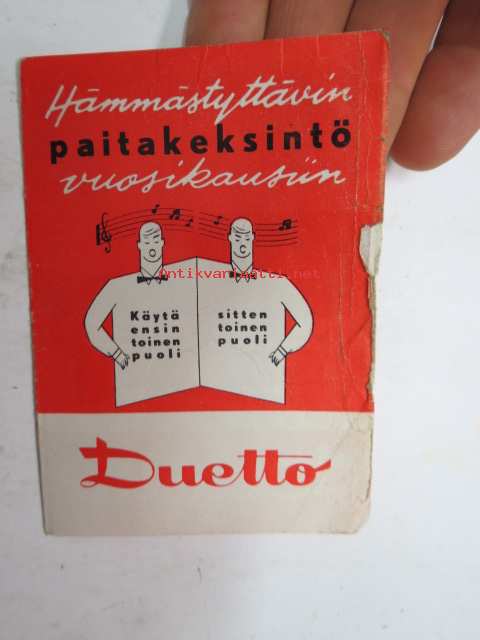 Hämmästyttävin
paitakeksintö
vuosikausiin
Antikvariaatti.net
Käytä
ensin
toinen
puoli
sitten
toinen
puoli
Duetto